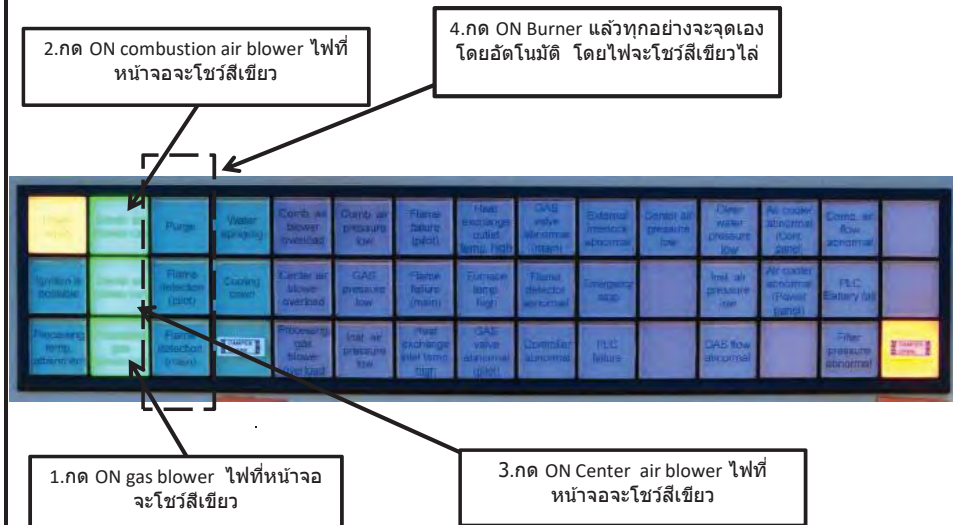 2.กด ON combustion air blower ไฟที่
หน้าจอจะโชว์สีเขียว
4.กด ON Burner แล้วทุกอย่างจะจุดเอง
โดยอัตโนมัติ โดยไฟจะโชว์สีเขียวไล่
Purge
Water
spraying
Comb. air
blower
overload
Comb. air
pressure
low
Flame
failure
(pilot)
Heat
exchange
outlet
temp. high
GAS
valve
abnormal
(main)
External
interlock
abnormal
Center air
pressure
low
water
pressure
low
Air cooler
abnormal
(Cont.
panel)
Comb. air
flow
abnormal
Ignition is
possible
Flame
detection
(pilot)
Cooling
down
Center air
blower
overload
GAS
pressure
low
Flame
failure
(main)
Furnace
temp
high
Flame
detector
abnormal
Emergency
stop
Inst. air
pressure
low
Air cooler
abnormal
(Power
panel)
PLC
Battery fail
Processing
temp.
gas
Flame
detection
(main)
DAMPER
Processing
gas
blower
overload
Inst. air
pressure
low
Heat
exchange
inlet temp.
high
GAS
valve
abnormal
(pilot)
Controller
abnormal
PLC
failure
GAS flow
abnormal
Filter
pressure
abnormal
DAMPER
1.กด ON gas blower ไฟที่หน้าจอ
จะโชว์สีเขียว
3.กด ON Center air blower ไฟที่
หน้าจอจะโชว์สีเขียว